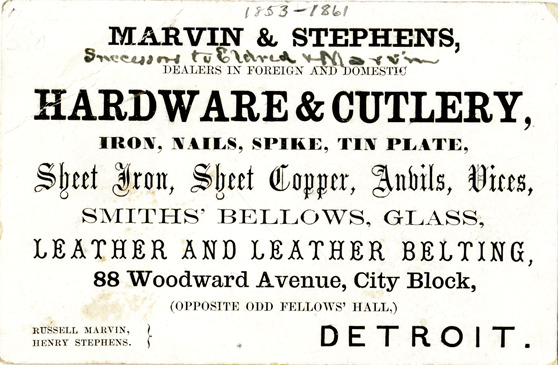 1853-1861
MARVIN & STEPHENS,
Successors to Eldred & Marvin
DEALERS IN FOREIGN AND DOMESTIC
HARDWARE & CUTLERY,
IRON, NAILS, SPIKE, TIN PLATE,
Sheet Iron, Sheet Copper, Anvils, Vices,
SMITHS' BELLOWS, GLASS,
LEATHER AND LEATHER BELTING,
88 Woodward Avenue, City Block,
(OPPOSITE ODD FELLOWS' HALL,)
RUSSELL MARVIN,
HENRY STEPHENS.
DETROIT.